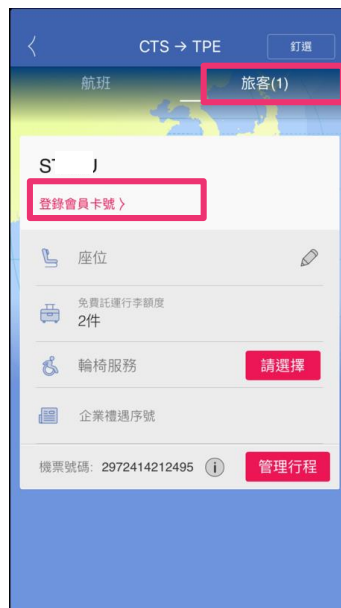 CTS → TPE
釘選
航班
旅客(1)
登錄會員卡號 〉
座位
免費託運行李額度
2件
輪椅服務
請選擇
企業禮遇序號
機票號碼: 2972414212495
i
管理行程